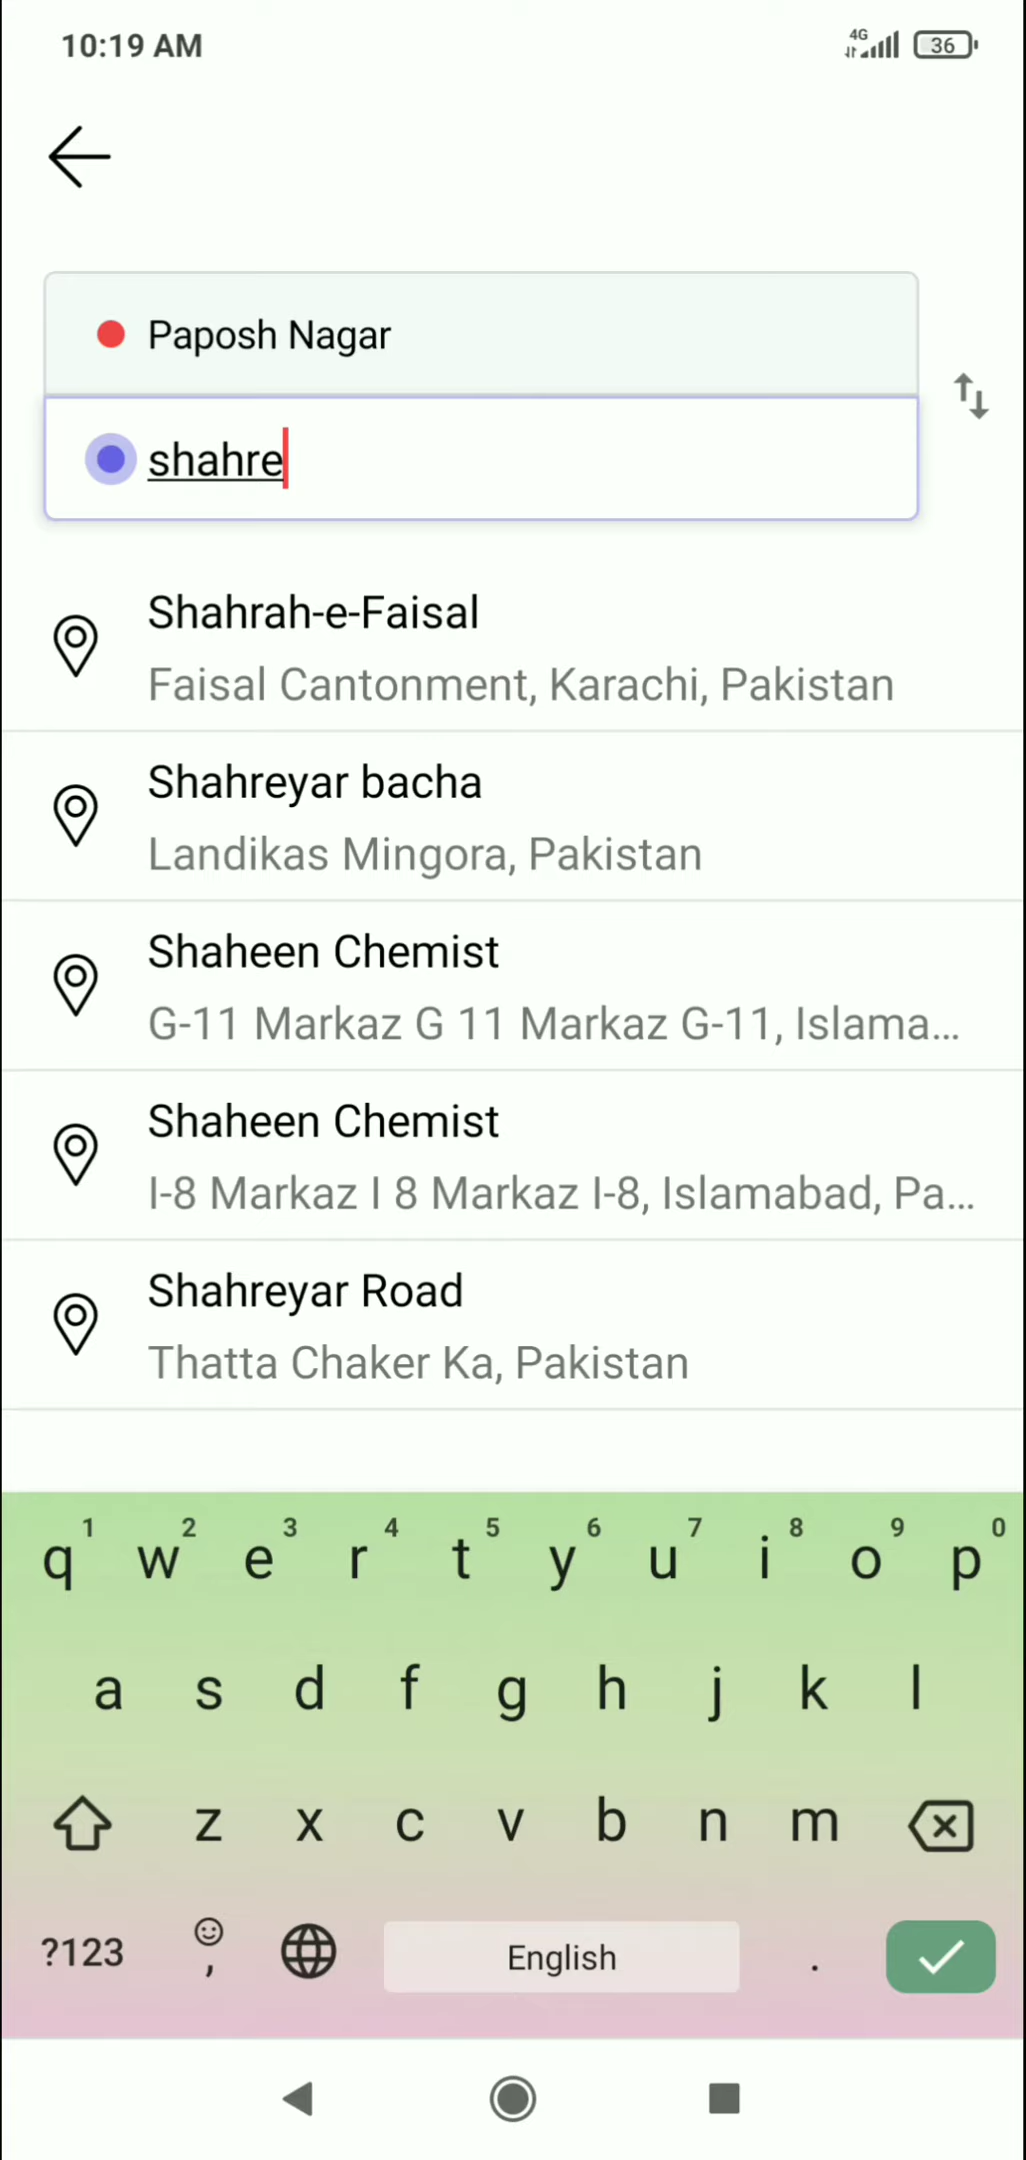 10:19 AM
4G
36
Paposh Nagar
shahre
Shahrah-e-Faisal
Faisal Cantonment, Karachi, Pakistan
Shahreyar bacha
Landikas Mingora, Pakistan
Shaheen Chemist
G-11 Markaz G 11 Markaz G-11, Islama...
Shaheen Chemist
I-8 Markaz I 8 Markaz I-8, Islamabad, Pa...
Shahreyar Road
Thatta Chaker Ka, Pakistan
1 2 3 4 5 6 7 8 9 0
q w e r t y u i o p
a s d f g h j k l
z x c v b n m
?123 , English .